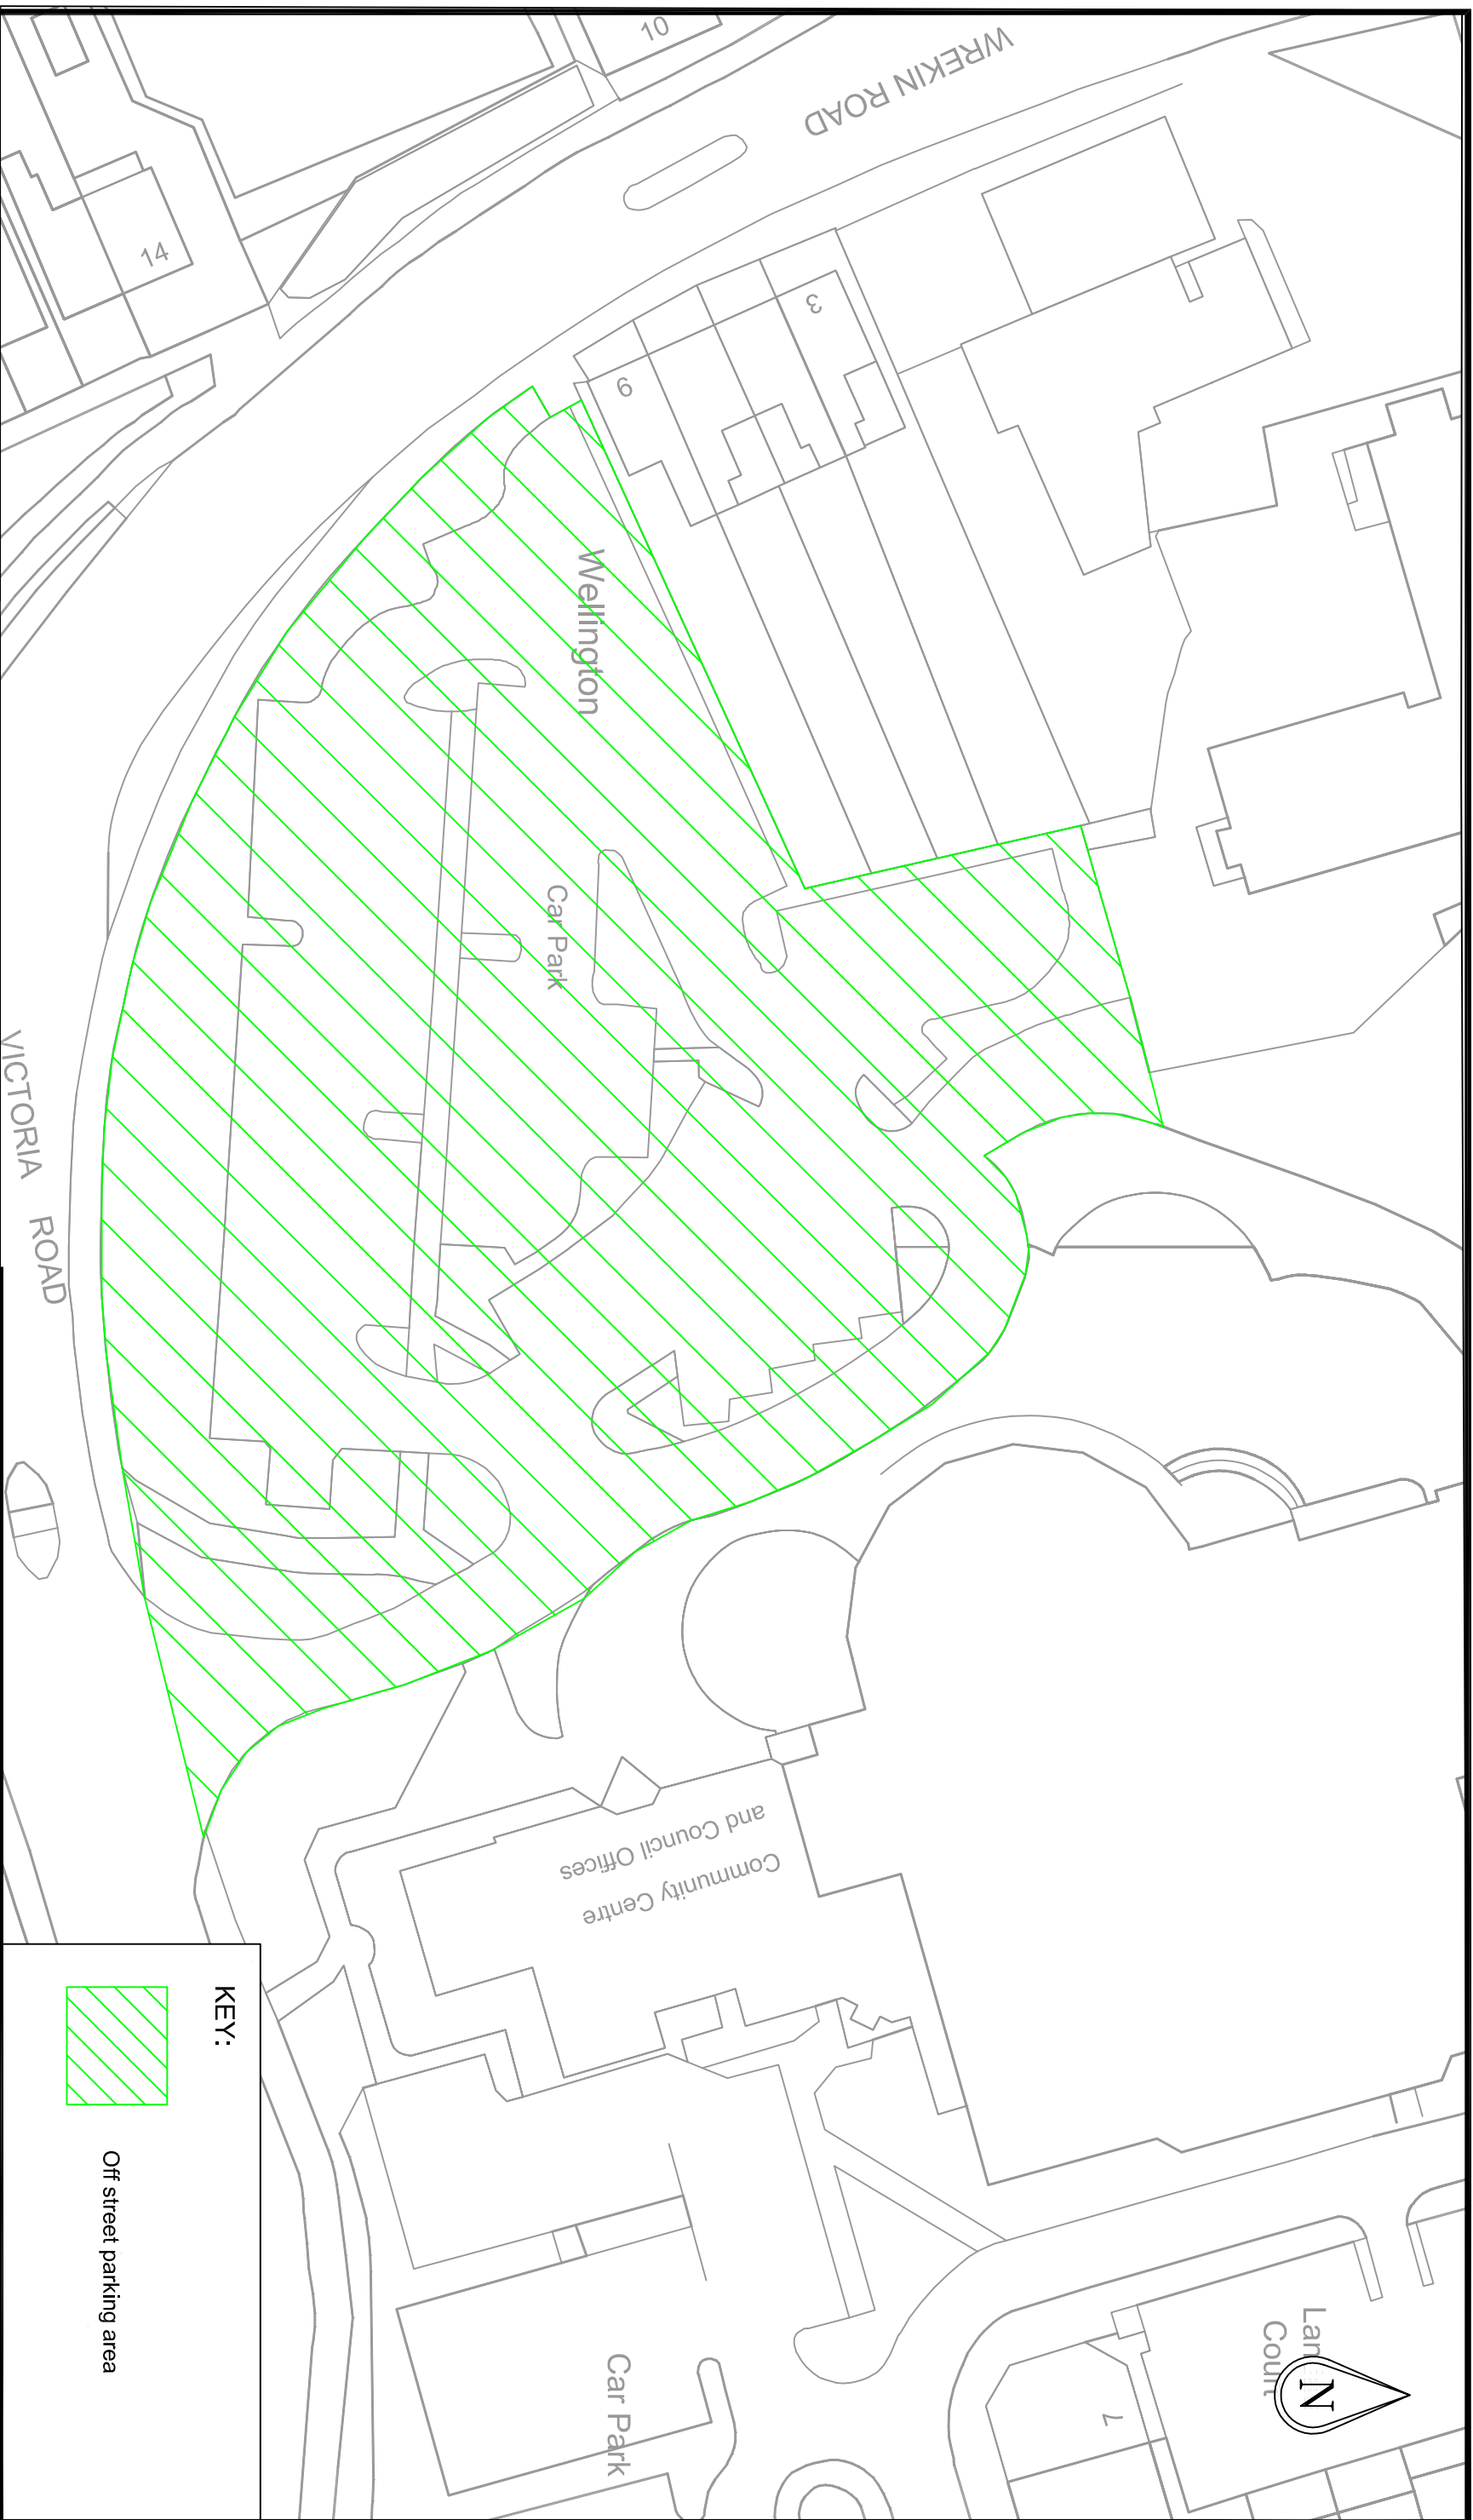 WREKIN ROAD
10
14
3
6
Wellington
Car Park
VICTORIA ROAD
Community Centre
and Council Offices
Car Park
Court
7
N
KEY:
Off street parking area